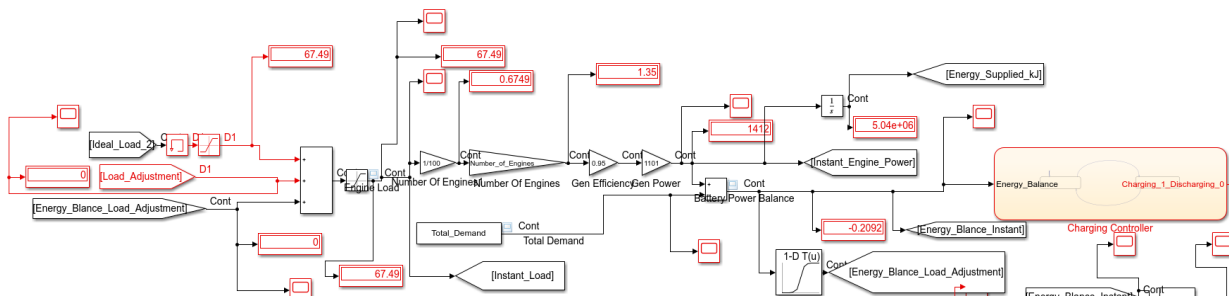 67.49
67.49
0.6749
1.35
[Energy_Supplied_kJ]
Cont
1
s
5.04e+06
1412
[Ideal_Load_2]
D1
D1
[Load_Adjustment]
0
[Energy_Blance_Load_Adjustment]
Cont
0
67.49
Engine Load
Cont
1/100
Number Of Engines
Cont
Number_of_Engines
Number Of Engines
Cont
0.95
Gen Efficiency
Cont
1101
Gen Power
Cont
[Instant_Engine_Power]
Battery Power Balance
Cont
Total_Demand
Cont
Total Demand
[Instant_Load]
1-D T(u)
Cont
[Energy_Blance_Load_Adjustment]
-0.2092
[Energy_Blance_Instant]
Energy_Balance
Charging_1_Discharging_0
Charging Controller
Cont